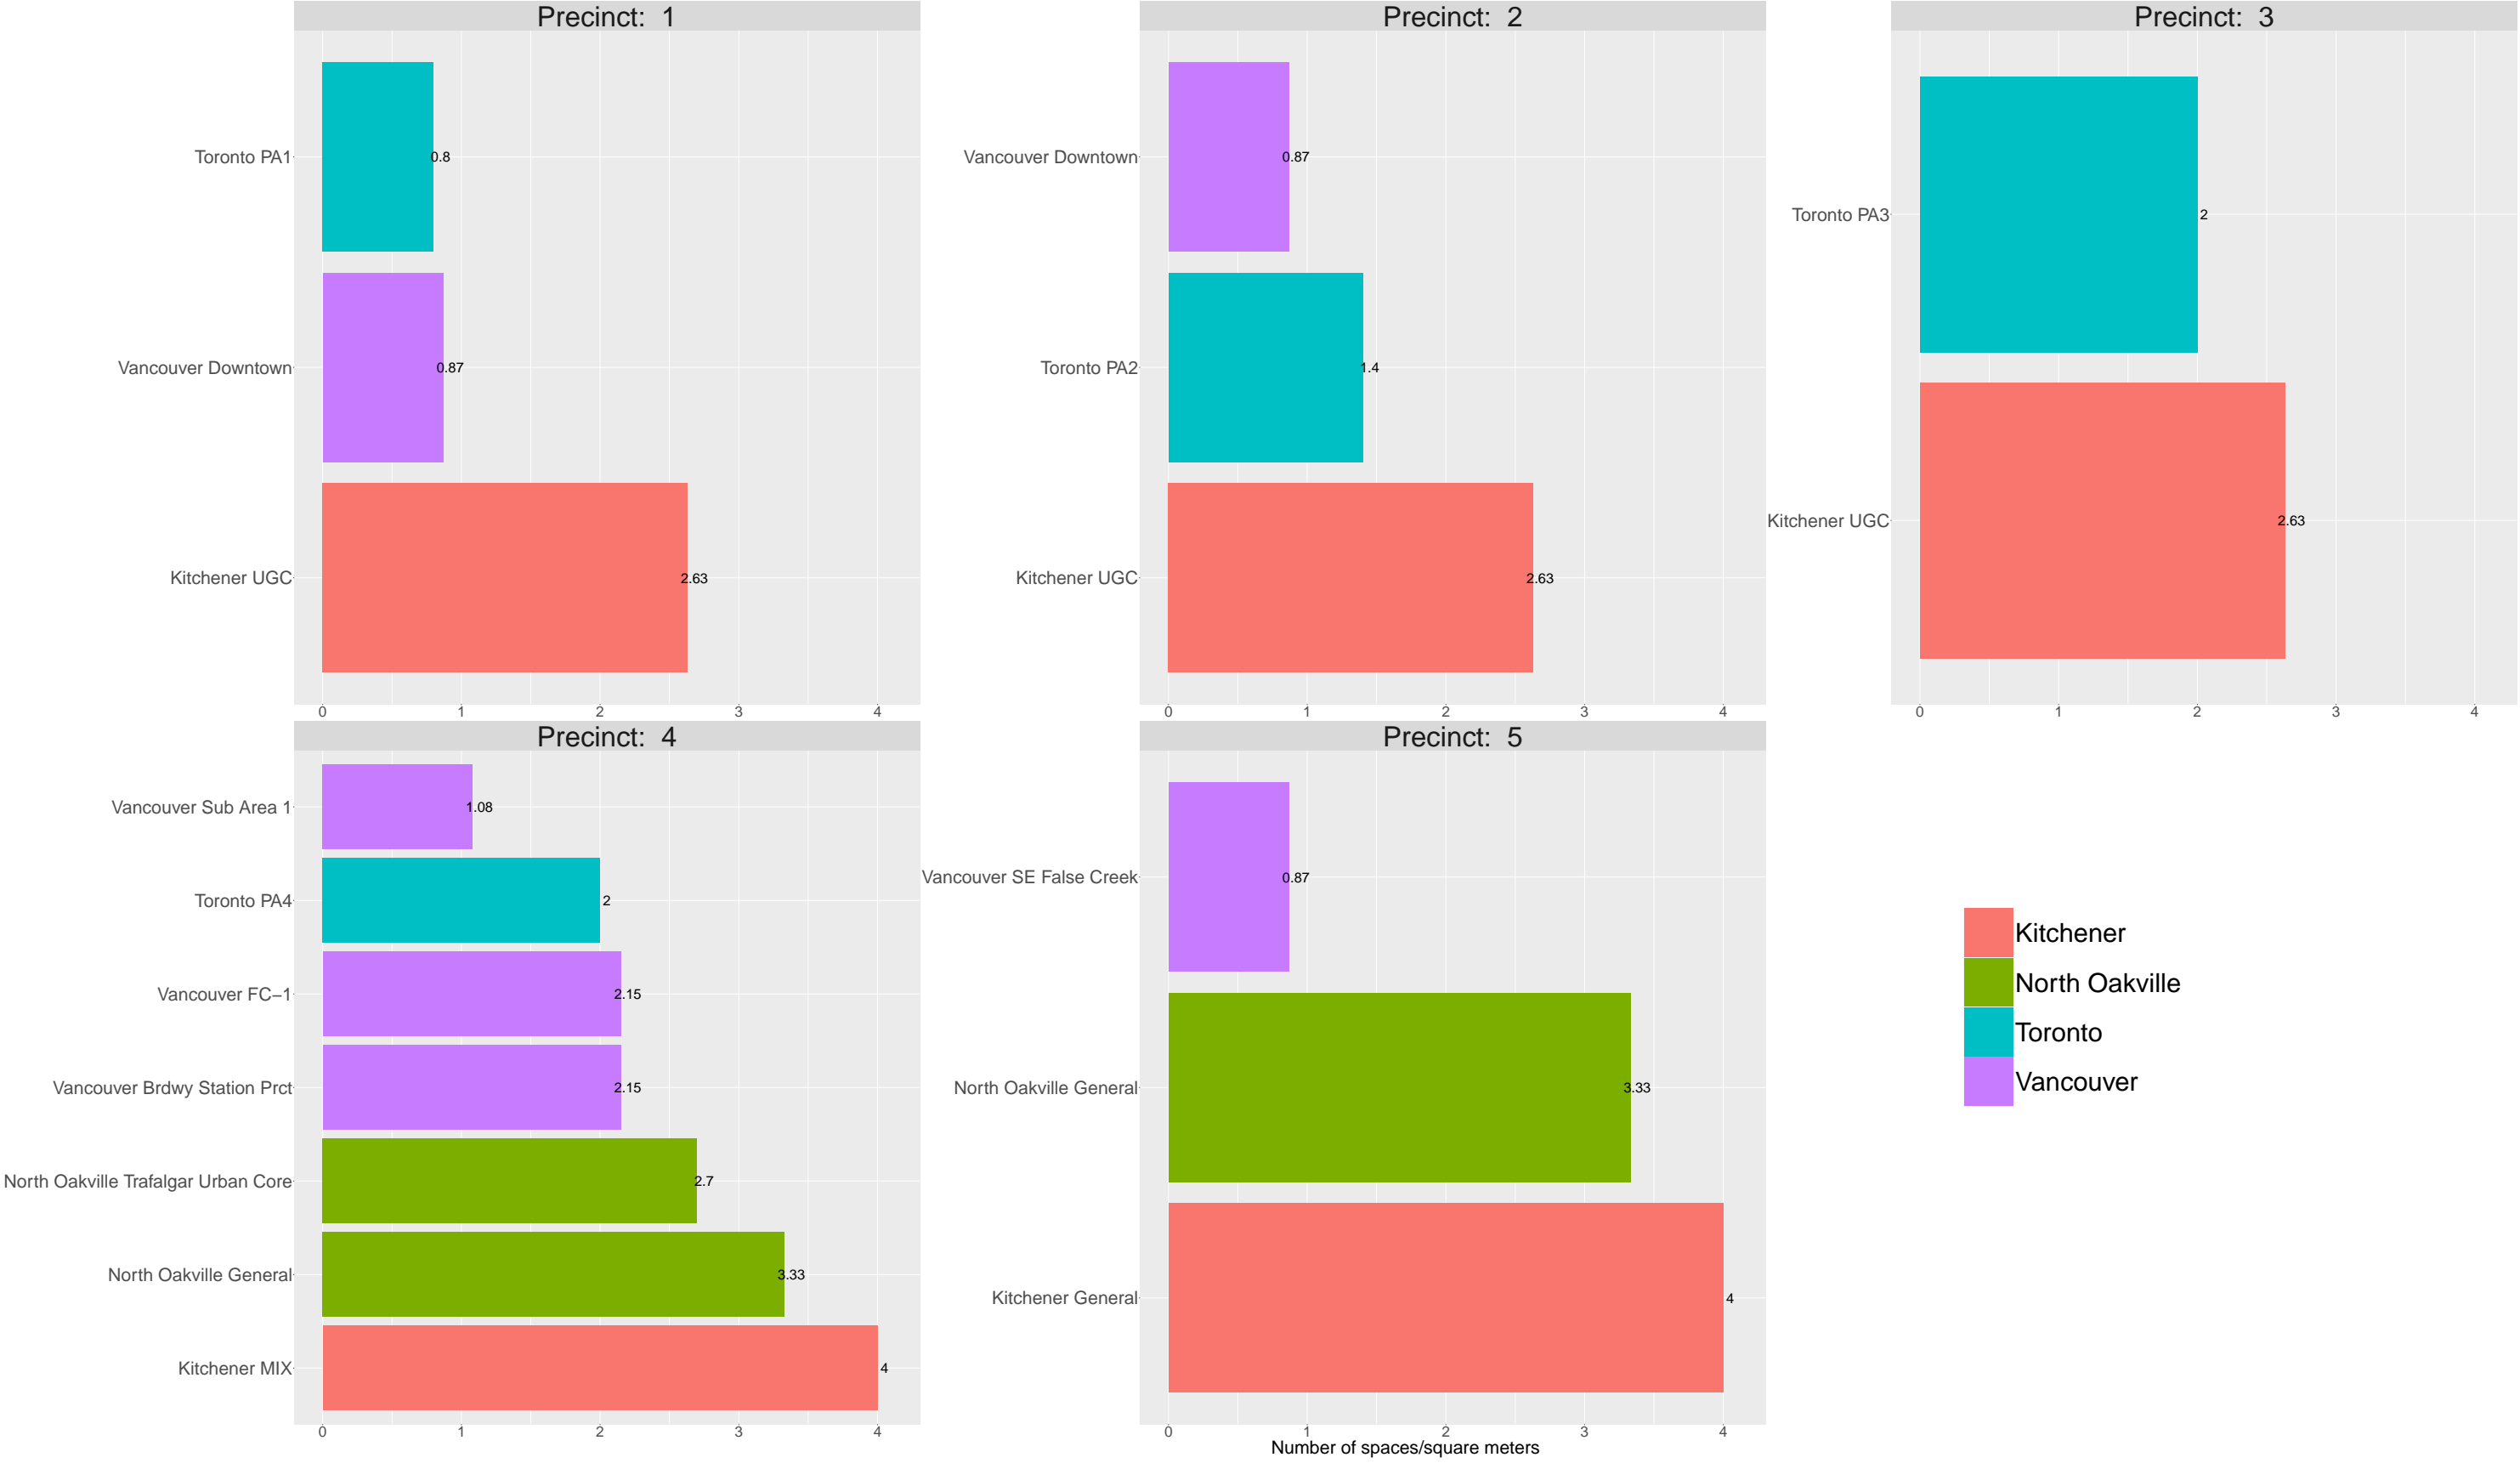 Precinct:  1
Toronto PA1
0.8
Vancouver Downtown
0.87
Kitchener UGC
2.63
0 1 2 3 4
Precinct:  2
Vancouver Downtown
0.87
Toronto PA2
1.4
Kitchener UGC
2.63
0 1 2 3 4
Precinct:  3
Toronto PA3
2
Kitchener UGC
2.63
0 1 2 3 4
Precinct:  4
Vancouver Sub Area 1
1.08
Toronto PA4
2
Vancouver FC−1
2.15
Vancouver Brdwy Station Prct
2.15
North Oakville Trafalgar Urban Core
2.7
North Oakville General
3.33
Kitchener MIX
4
0 1 2 3 4
Precinct:  5
Vancouver SE False Creek
0.87
North Oakville General
3.33
Kitchener General
4
0 1 2 3 4
Number of spaces/square meters
Kitchener
North Oakville
Toronto
Vancouver